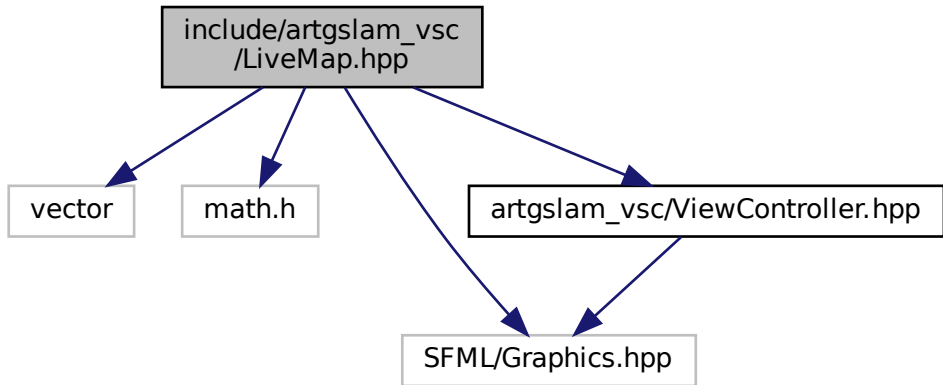 include/artgslam_vsc
/LiveMap.hpp
vector
math.h
artgslam_vsc/ViewController.hpp
SFML/Graphics.hpp